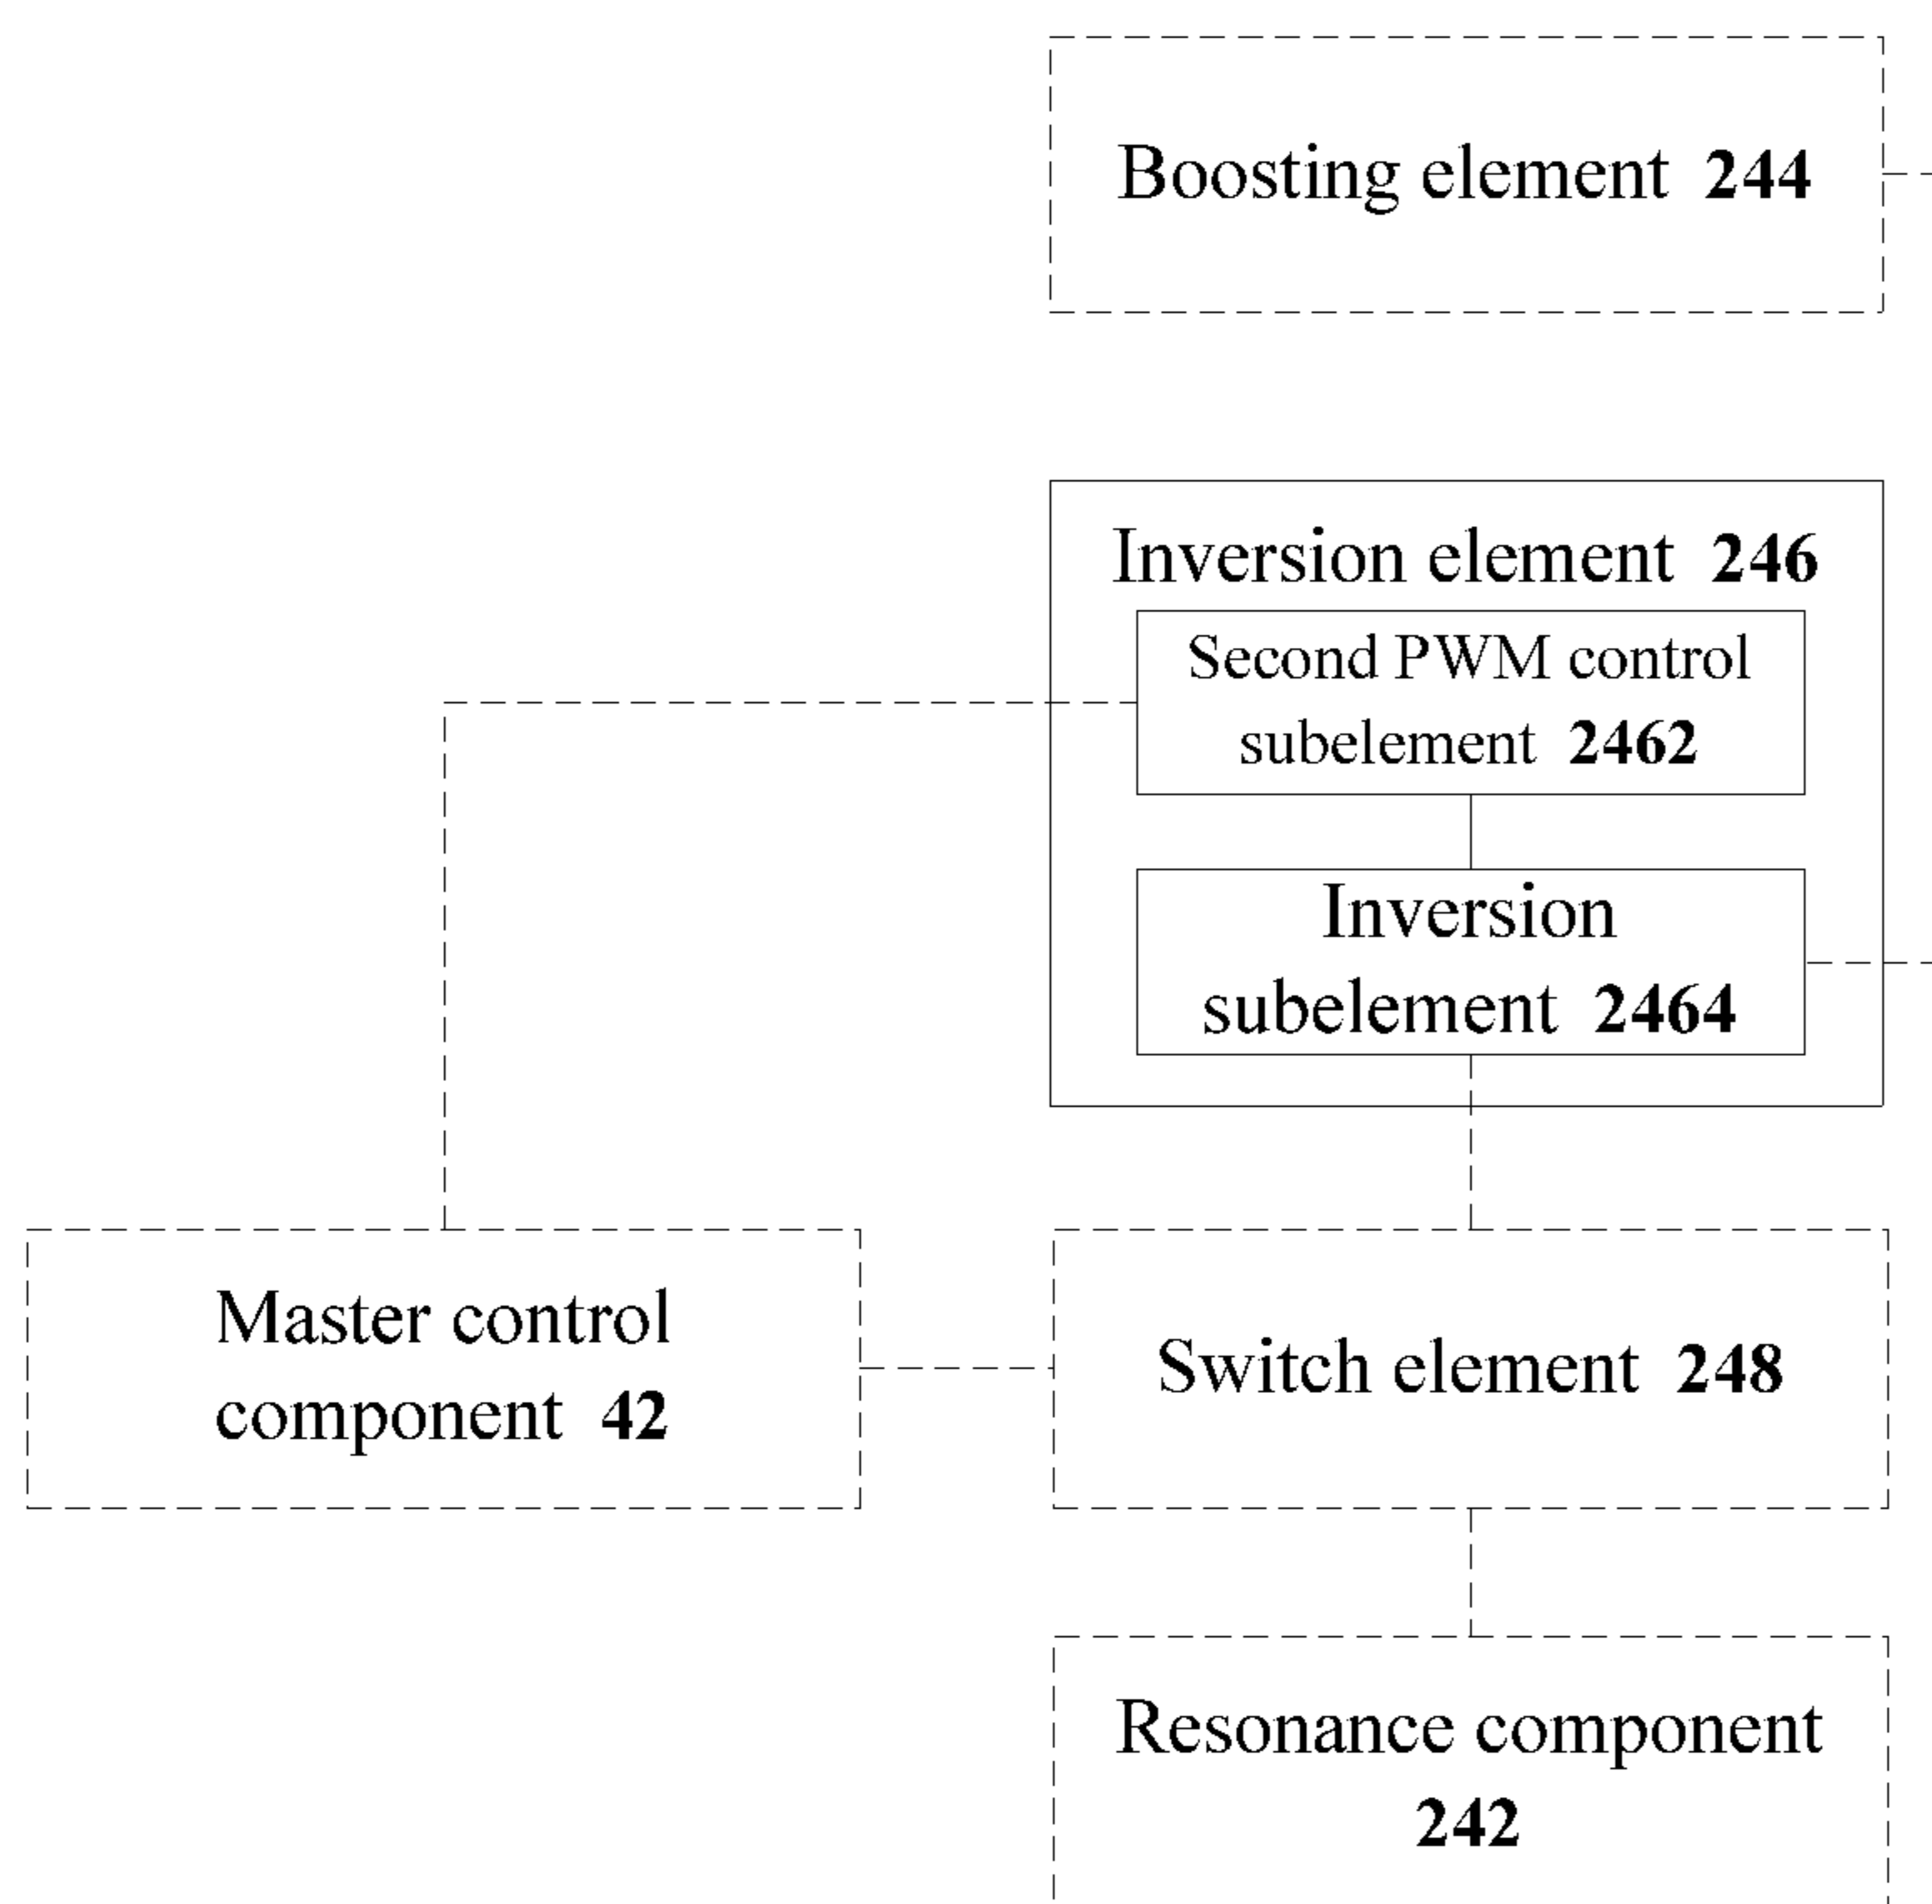 Boosting element 244
Inversion element 246
Second PWM control
subelement 2462
Inversion
subelement 2464
Master control
component 42
Switch element 248
Resonance component
242